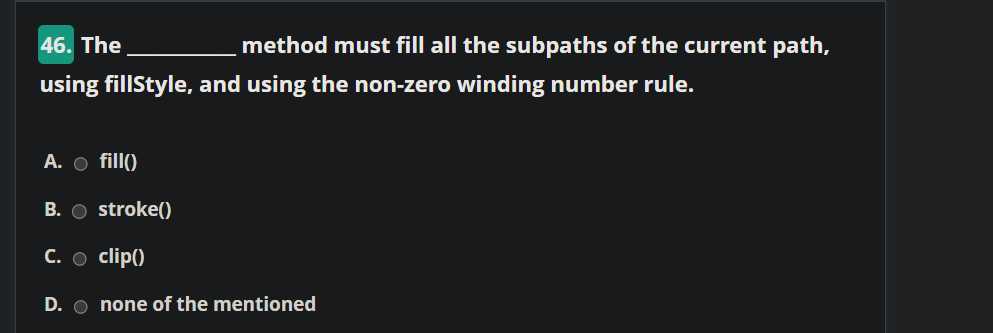 46. The __________ method must fill all the subpaths of the current path,
using fillStyle, and using the non-zero winding number rule.
A. fill()
B. stroke()
C. clip()
D. none of the mentioned